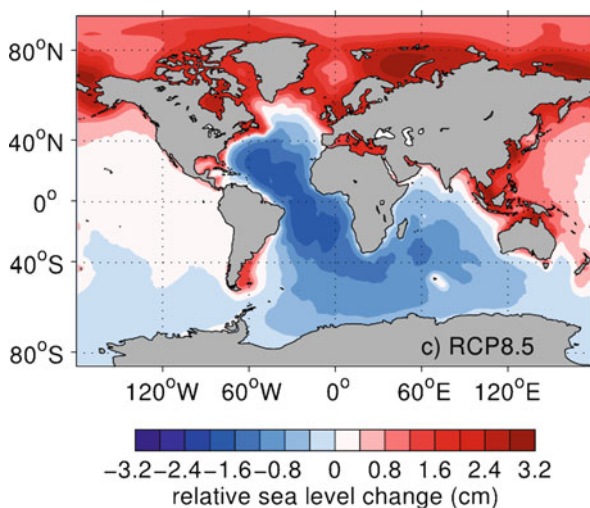 80°N
40°N
0°
40°S
80°S
c) RCP8.5
120°W 60°W 0° 60°E 120°E
−3.2 −2.4 −1.6 −0.8 0 0.8 1.6 2.4 3.2
relative sea level change (cm)